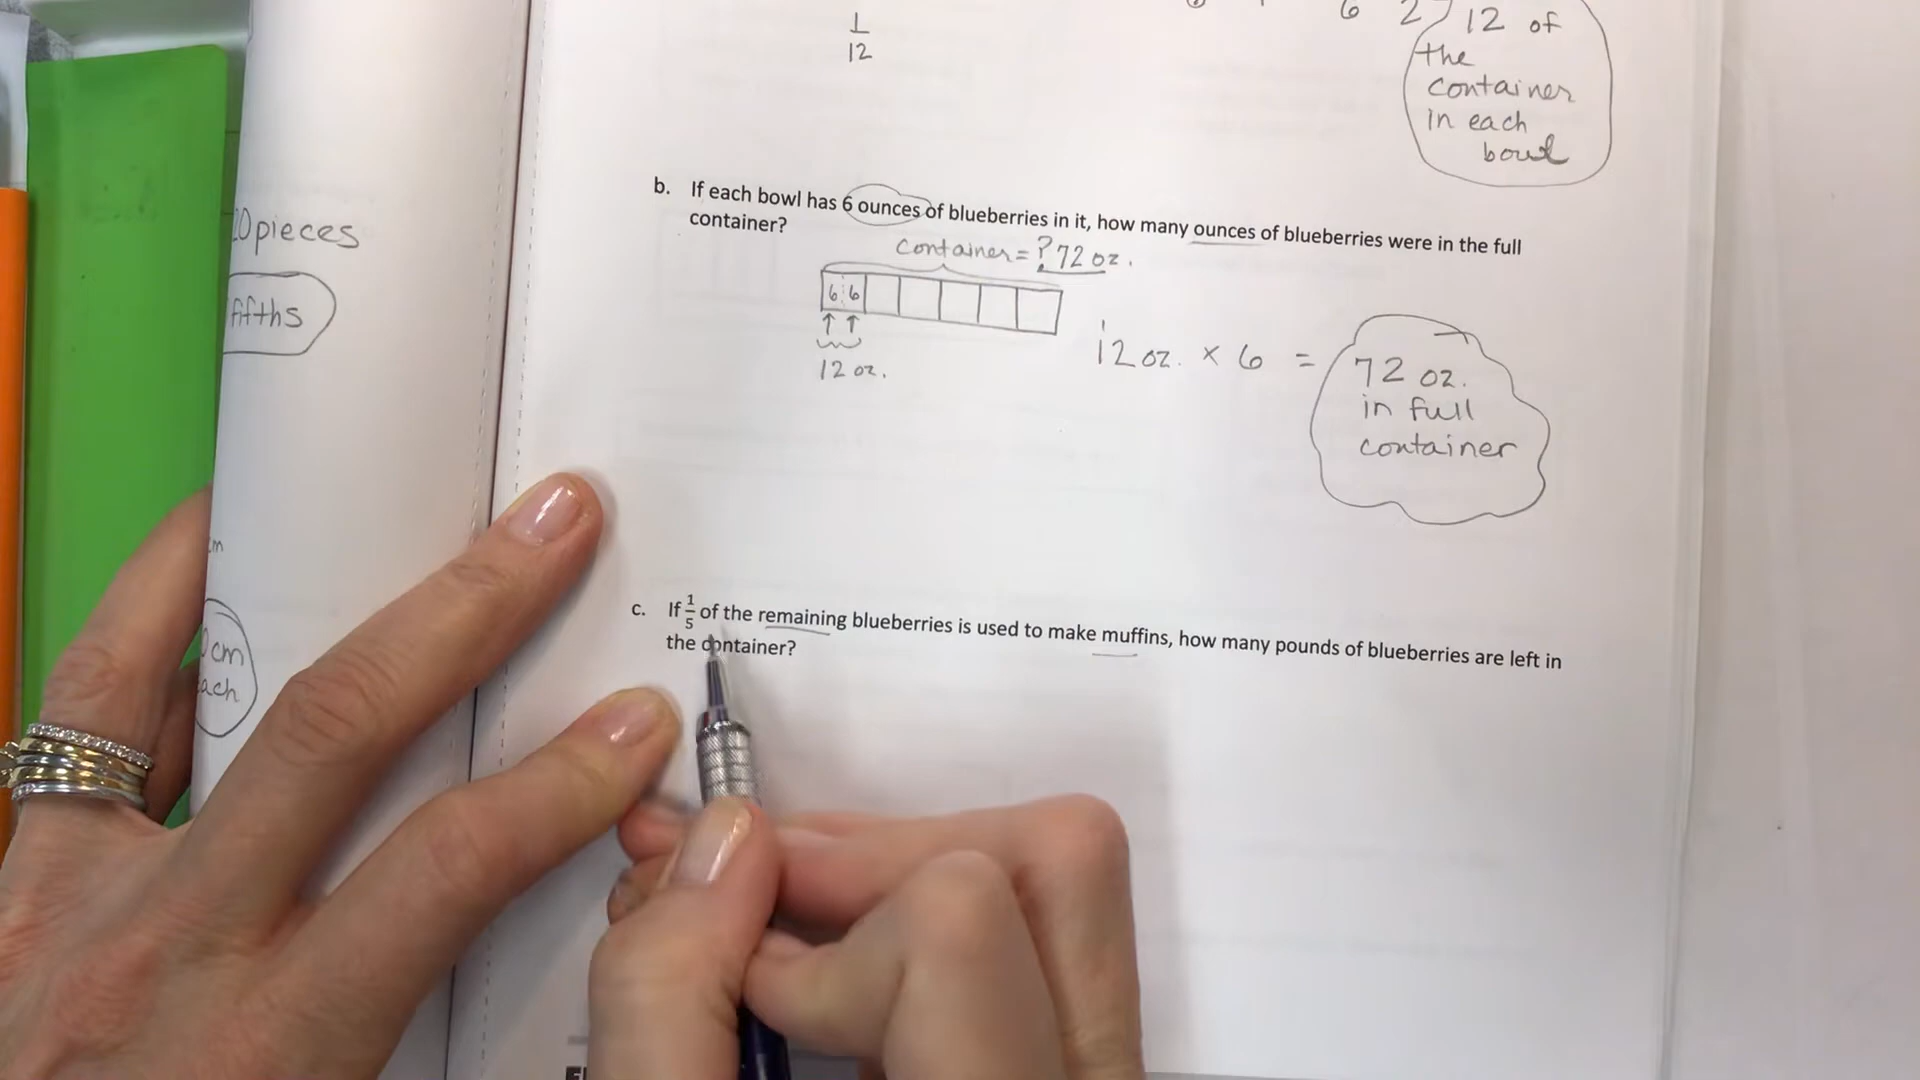 1
12
6 2
12 of
the
container
in each
bowl
b. If each bowl has 6 ounces of blueberries in it, how many ounces of blueberries were in the full
container?
container = ? 72 oz.
6 6
12 oz.
12 oz. × 6 = 72 oz.
in full
container
c. If 1/5 of the remaining blueberries is used to make muffins, how many pounds of blueberries are left in
the container?
pieces
fifths
cm
each